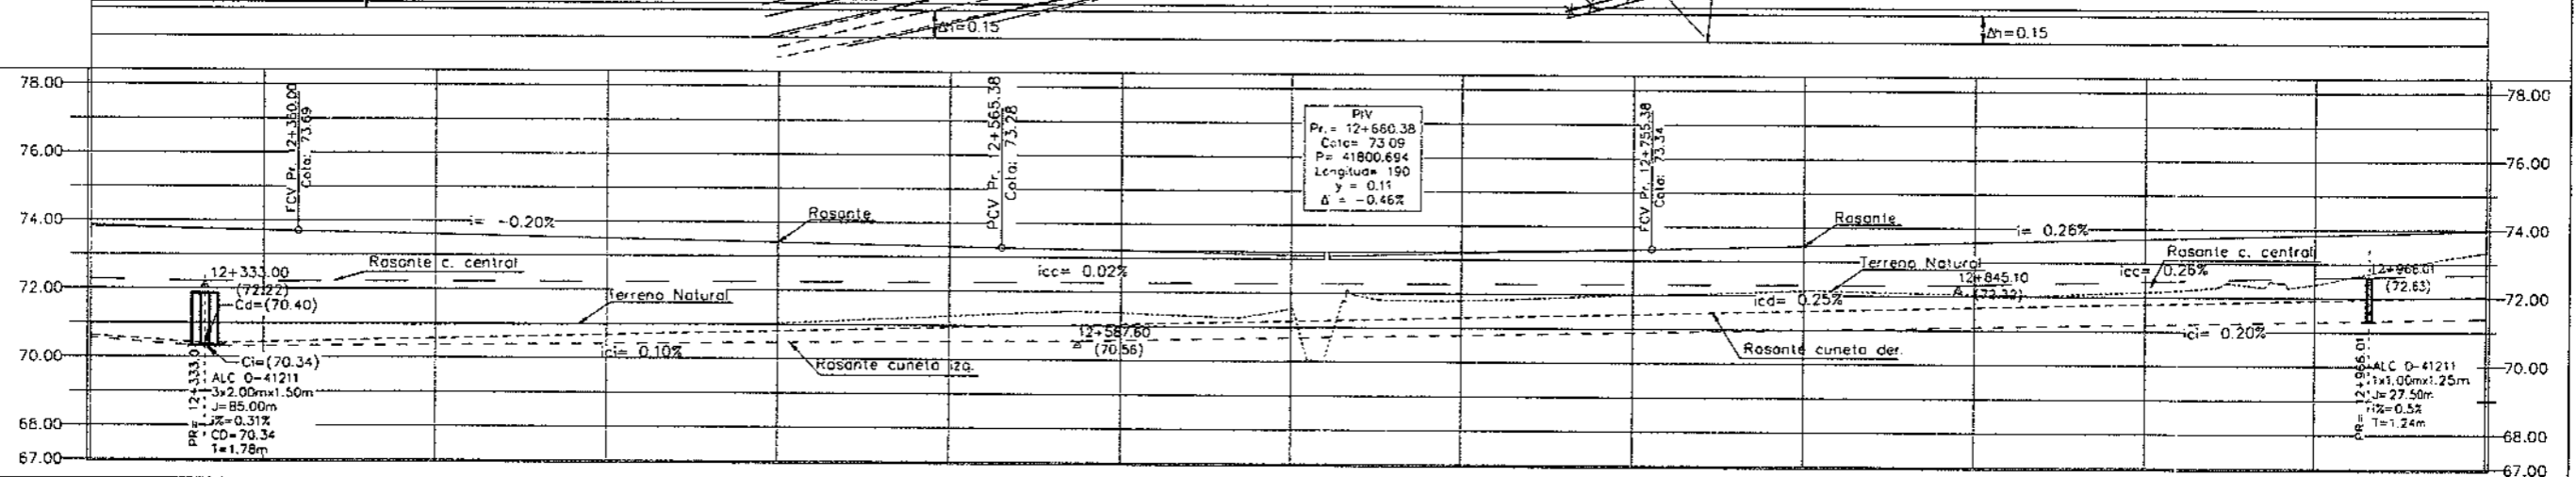 Δi=0.15
Δh=0.15
78.00
76.00
74.00
72.00
70.00
68.00
67.00
FCV Pr. 12+360.00
Cota: 73.69
i= -0.20%
Rosante
PCV Pr. 12+565.38
Cota: 73.28
PIV
Pr.= 12+660.38
Cota= 73.09
P= 41800.694
Longitud= 190
y = 0.11
Δ = -0.46%
FCV Pr. 12+755.38
Cota: 73.34
Rasante
i= 0.26%
Rasante c. central
12+333.00
(72.22)
Cd=(70.40)
Terreno Natural
icc= 0.02%
Terreno Natural
12+845.10
(72.32)
icd= 0.25%
icc= 0.26%
Rasante c. central
12+966.01
(72.63)
Ci=(70.34)
ici= 0.10%
Rasante cuneta izq.
12+587.60
(70.56)
Rasante cuneta der.
ici= 0.20%
PR= 12+333.0
ALC O-41211
3x2.00mx1.50m
J=85.00m
i%=0.31%
CD=70.34
T=1.78m
PR= 12+966.01
ALC O-41211
1x1.00mx1.25m
J=27.50m
i%=0.5%
T=1.24m
78.00
76.00
74.00
72.00
70.00
68.00
67.00